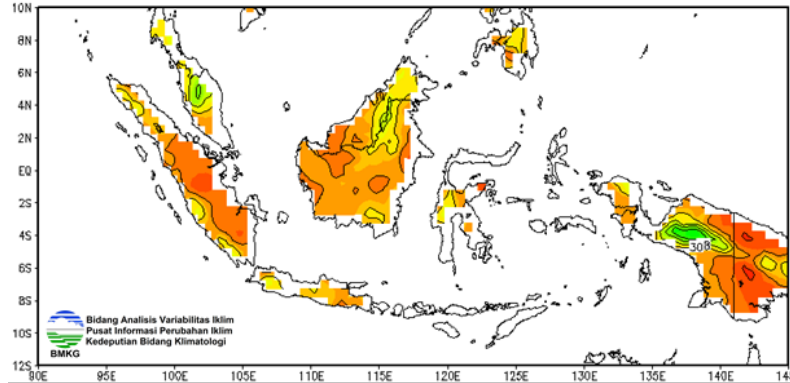 10N
8N
6N
4N
2N
EQ
2S
4S
6S
8S
10S
12S
308
Bidang Analisis Variabilitas Iklim
Pusat Informasi Perubahan Iklim
Kedeputian Bidang Klimatologi
BMKG
90E 95E 100E 105E 110E 115E 120E 125E 130E 135E 140E 14